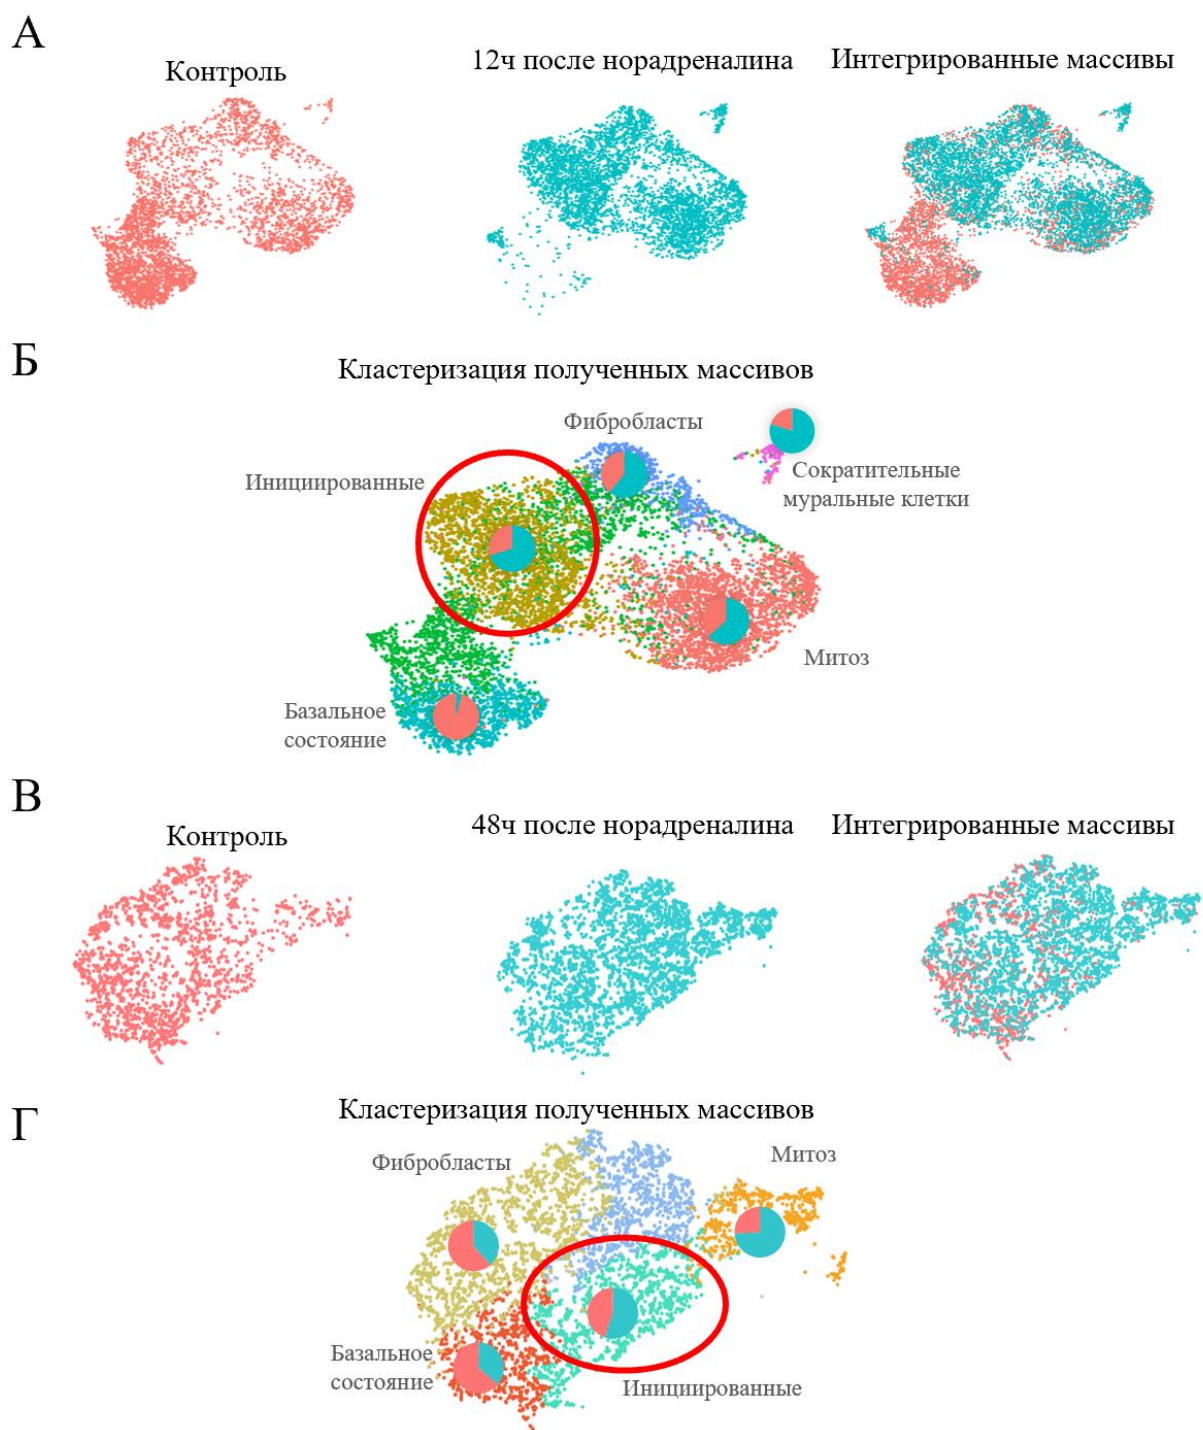 А
Контроль
12ч после норадреналина
Интегрированные массивы
Б
Кластеризация полученных массивов
Фибробласты
Инициированные
Сократительные
муральные клетки
Митоз
Базальное
состояние
В
Контроль
48ч после норадреналина
Интегрированные массивы
Г
Кластеризация полученных массивов
Фибробласты
Митоз
Базальное
состояние
Инициированные